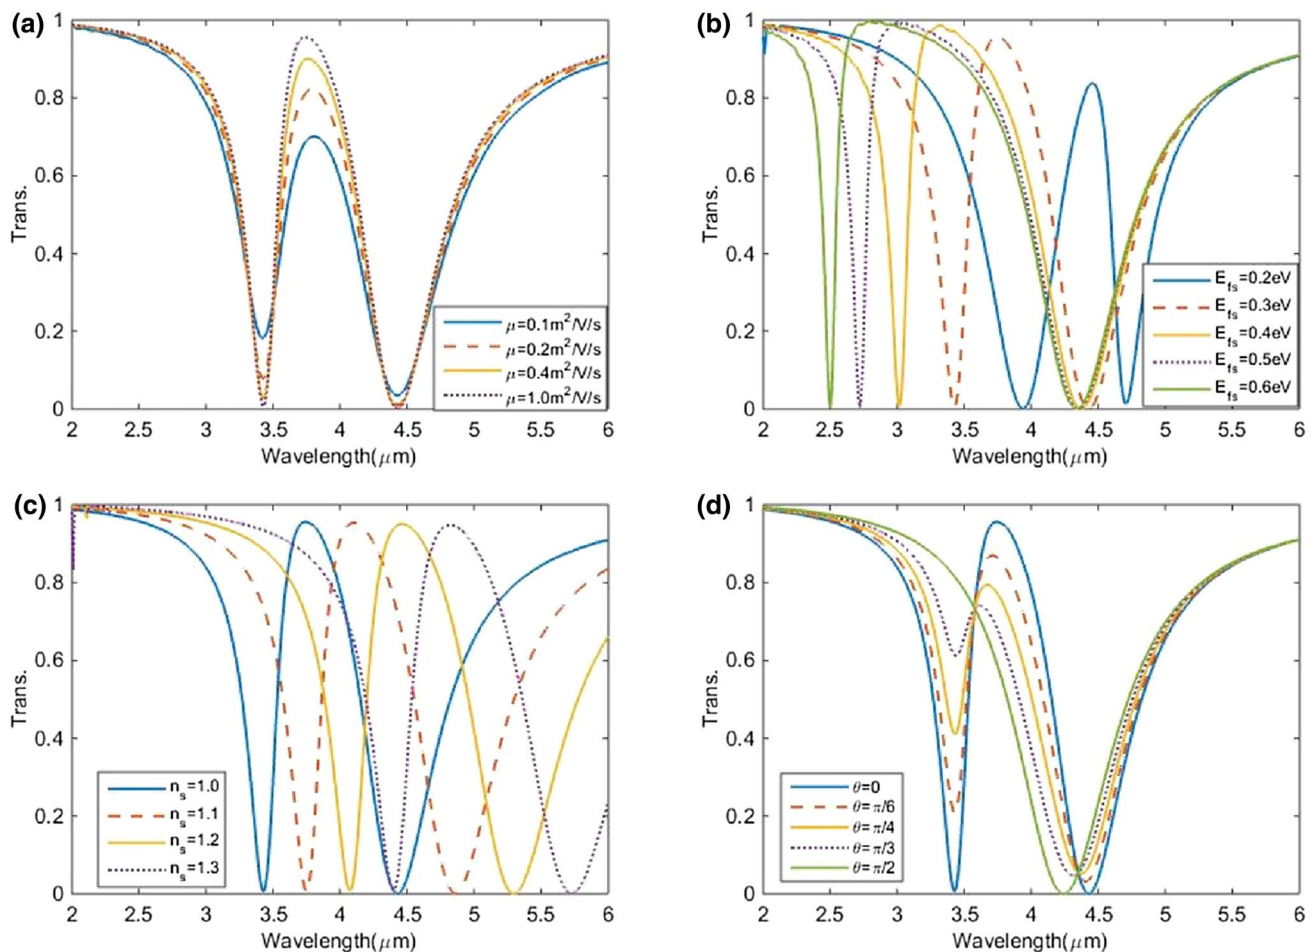 (a)
1
0.8
0.6
0.4
0.2
0
Trans.
μ=0.1m²/V/s
μ=0.2m²/V/s
μ=0.4m²/V/s
μ=1.0m²/V/s
2 2.5 3 3.5 4 4.5 5 5.5 6
Wavelength(μm)
(b)
1
0.8
0.6
0.4
0.2
0
Trans.
E_fs=0.2eV
E_fs=0.3eV
E_fs=0.4eV
E_fs=0.5eV
E_fs=0.6eV
2 2.5 3 3.5 4 4.5 5 5.5 6
Wavelength(μm)
(c)
1
0.8
0.6
0.4
0.2
0
Trans.
n_s=1.0
n_s=1.1
n_s=1.2
n_s=1.3
2 2.5 3 3.5 4 4.5 5 5.5 6
Wavelength(μm)
(d)
1
0.8
0.6
0.4
0.2
0
Trans.
θ=0
θ=π/6
θ=π/4
θ=π/3
θ=π/2
2 2.5 3 3.5 4 4.5 5 5.5 6
Wavelength(μm)